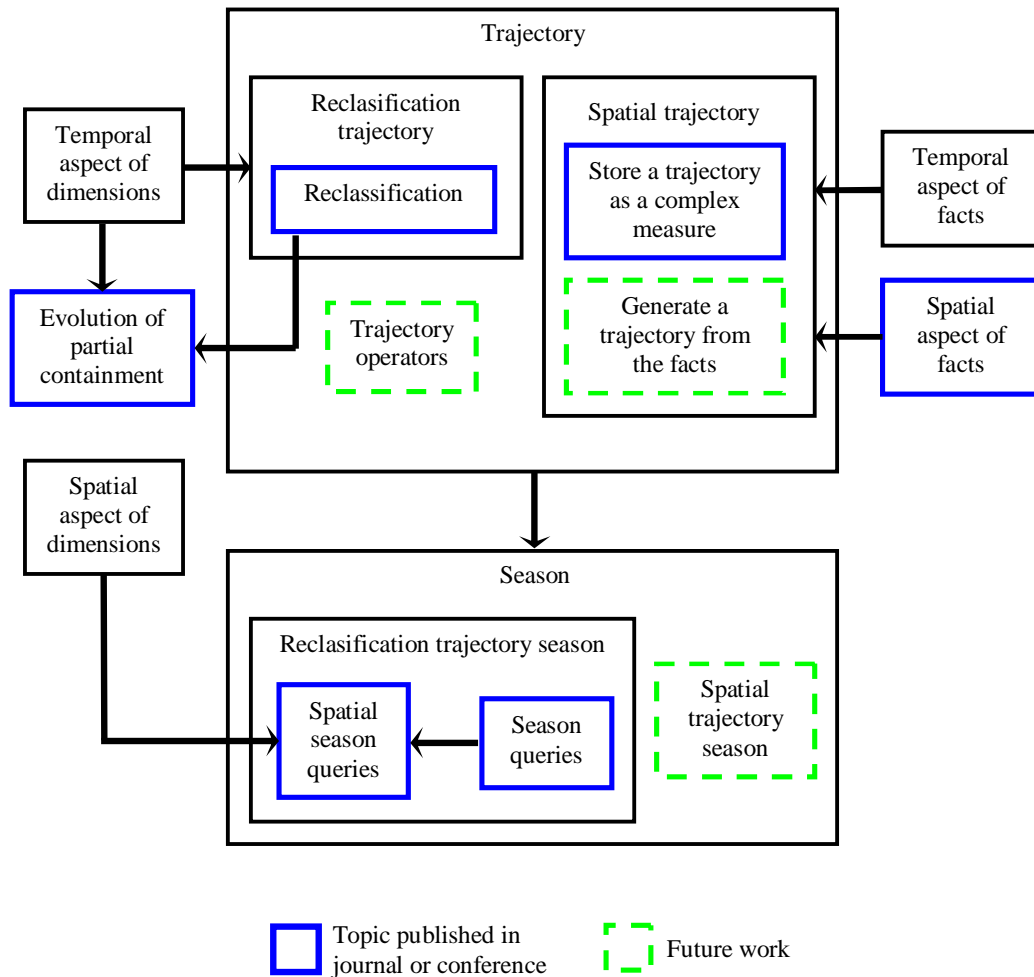 Trajectory
Reclasification
trajectory
Reclassification
Spatial trajectory
Store a trajectory
as a complex
measure
Generate a
trajectory from
the facts
Trajectory
operators
Temporal
aspect of
dimensions
Evolution of
partial
containment
Temporal
aspect of
facts
Spatial
aspect of
facts
Spatial
aspect of
dimensions
Season
Reclasification trajectory season
Spatial
season
queries
Season
queries
Spatial
trajectory
season
Topic published in
journal or conference
Future work